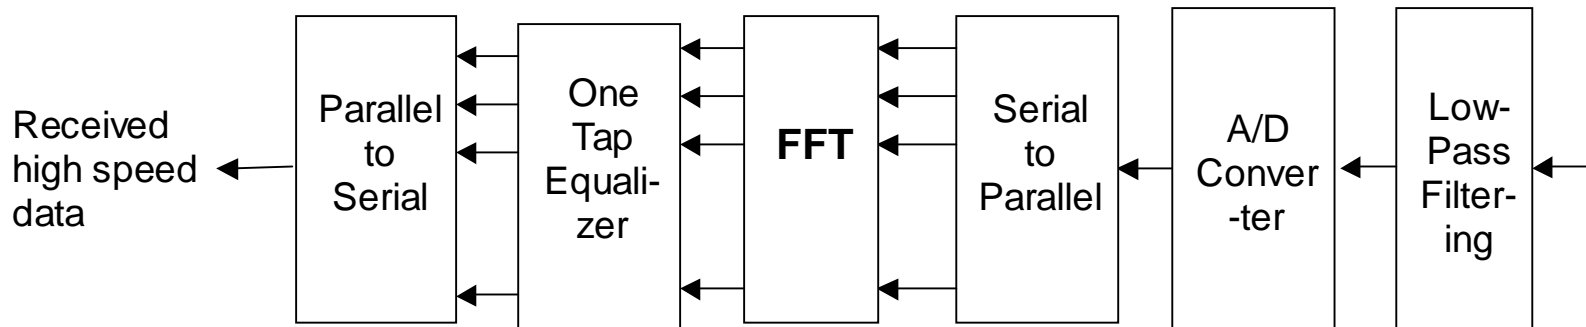 Received
high speed
data
Parallel
to
Serial
One
Tap
Equali-
zer
FFT
Serial
to
Parallel
A/D
Conver
-ter
Low-
Pass
Filter-
ing